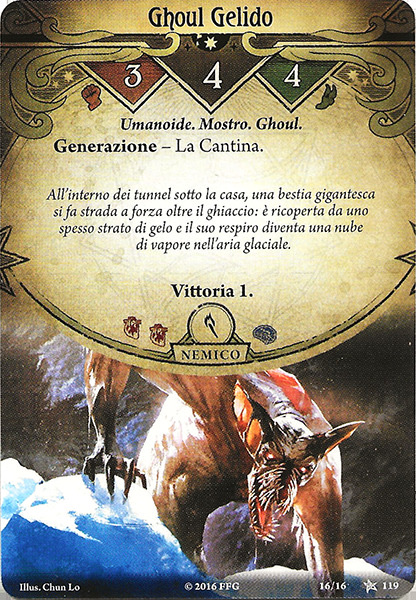 Ghoul Gelido
3 4 4
Umanoide. Mostro. Ghoul.
Generazione – La Cantina.
All'interno dei tunnel sotto la casa, una bestia gigantesca
si fa strada a forza oltre il ghiaccio: è ricoperta da uno
spesso strato di gelo e il suo respiro diventa una nube
di vapore nell'aria glaciale.
Vittoria 1.
NEMICO
Illus. Chun Lo © 2016 FFG 16/16 119